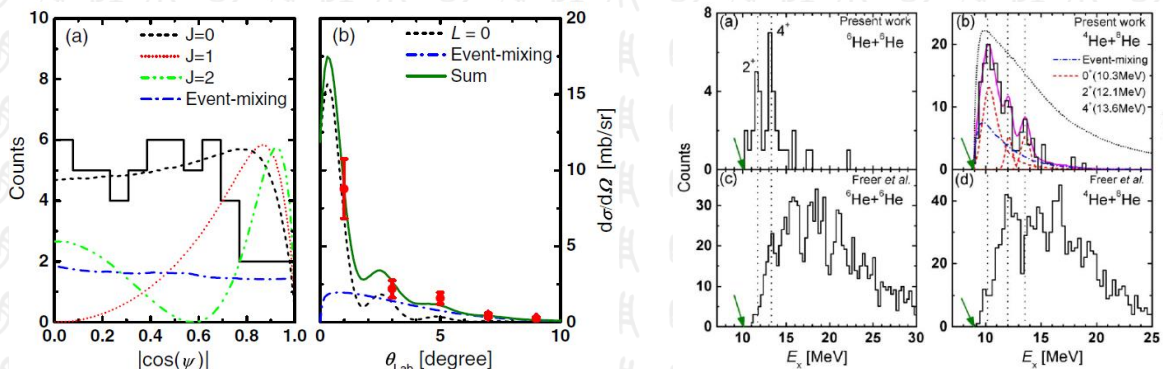 (a)
J=0
J=1
J=2
Event-mixing
10
8
6
4
2
0
Counts
0.0 0.2 0.4 0.6 0.8 1.0
|cos(ψ)|
(b)
L = 0
Event-mixing
Sum
20
15
10
5
0
dσ/dΩ [mb/sr]
0 5 10
θLab [degree]
(a)
Present work
⁶He+⁶He
2⁺
4⁺
8
6
4
2
0
(b)
Present work
⁴He+⁸He
Event-mixing
0⁺(10.3MeV)
2⁺(12.1MeV)
4⁺(13.6MeV)
20
10
0
Counts
(c)
Freer et al.
⁶He+⁶He
30
20
10
0
5 10 15 20 25 30
Eₓ [MeV]
(d)
Freer et al.
⁴He+⁸He
40
20
0
10 15 20 25
Eₓ [MeV]